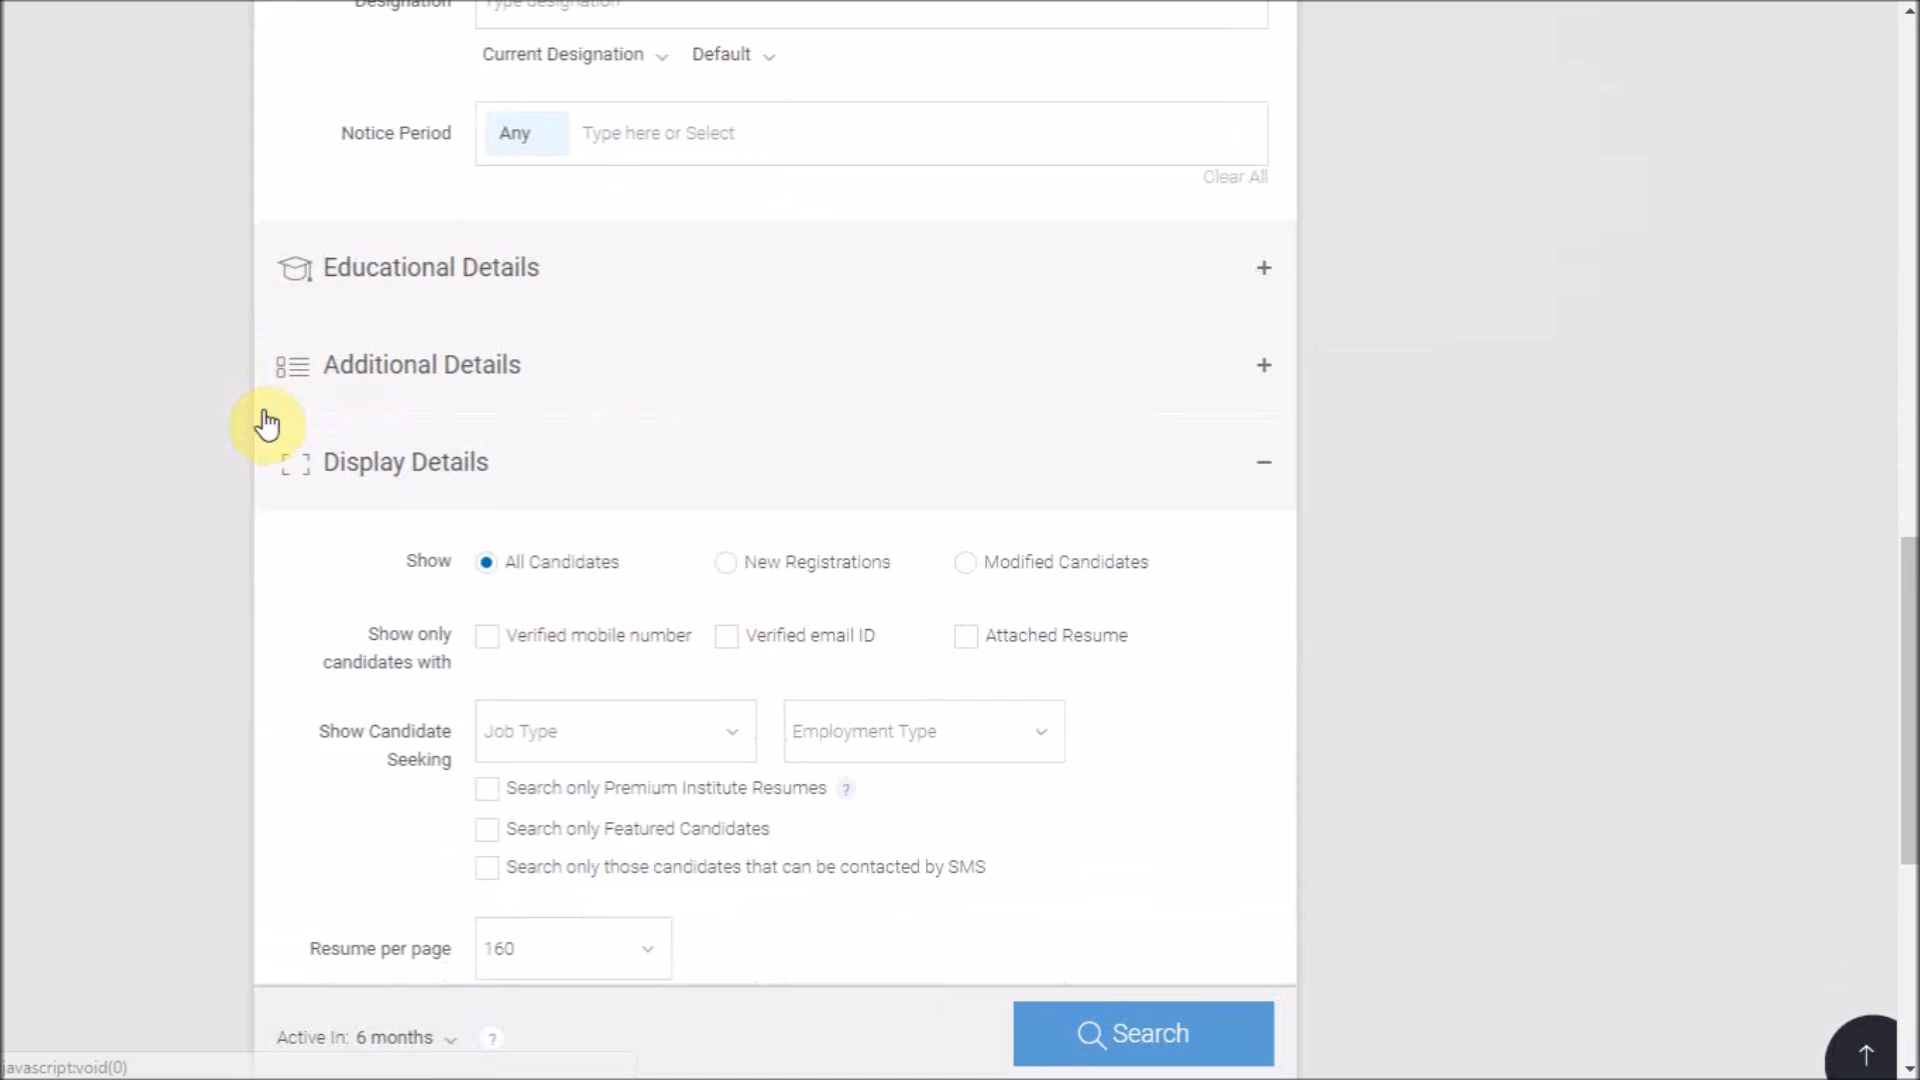 Designation
Type designation
Current Designation Default
Notice Period Any Type here or Select
Clear All
Educational Details +
Additional Details +
Display Details −
Show All Candidates New Registrations Modified Candidates
Show only
candidates with
Verified mobile number Verified email ID Attached Resume
Show Candidate
Seeking
Job Type Employment Type
Search only Premium Institute Resumes ?
Search only Featured Candidates
Search only those candidates that can be contacted by SMS
Resume per page 160
Active In: 6 months ? Search
javascript:void(0)